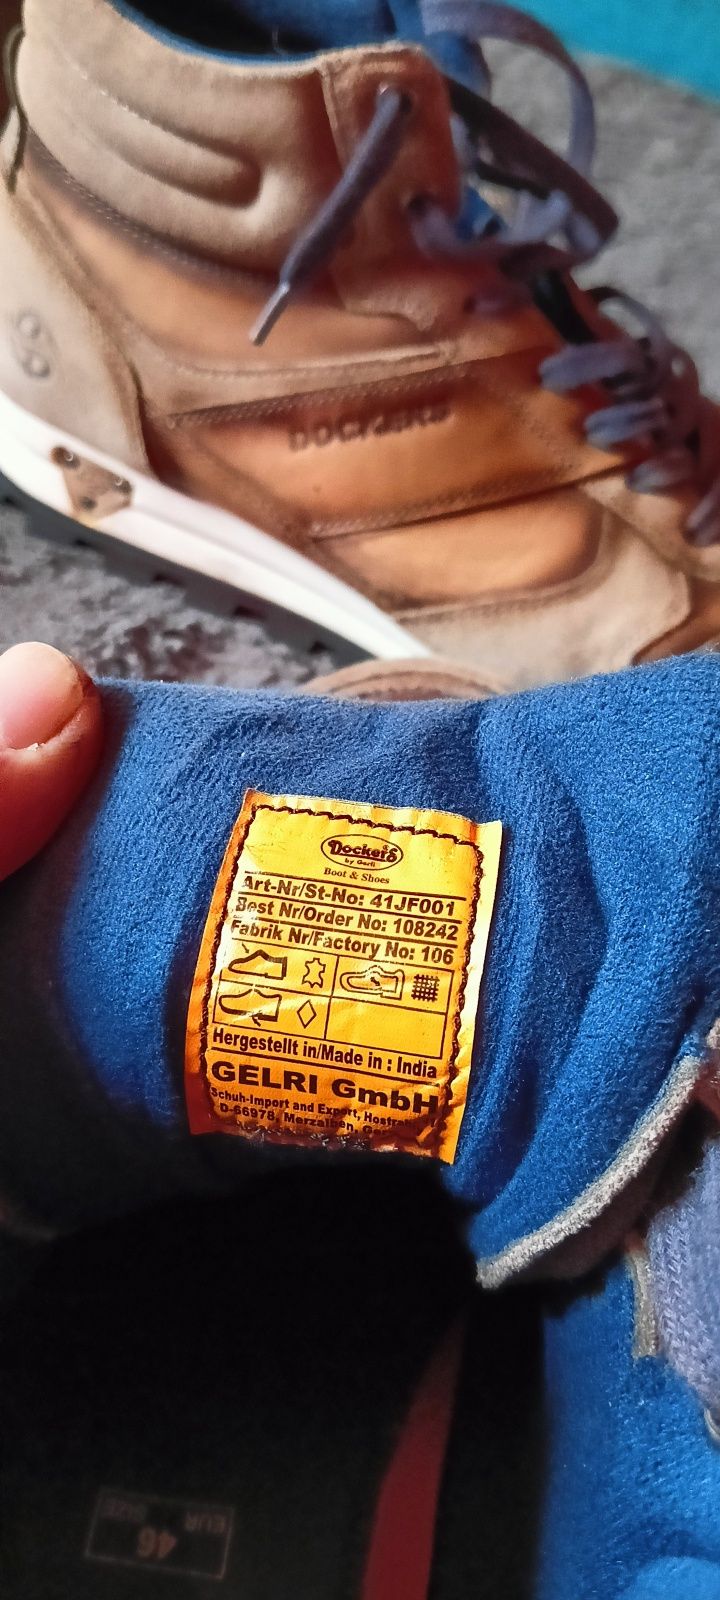 DOCKERS
Dockers®
by Gerli
Boot & Shoes
Art-Nr/St-No: 41JF001
Best Nr/Order No: 108242
Fabrik Nr/Factory No: 106
Hergestellt in/Made in : India
GELRI GmbH
Schuh-Import and Export,
D-66978, Merzalben,
EUR
SIZE
46